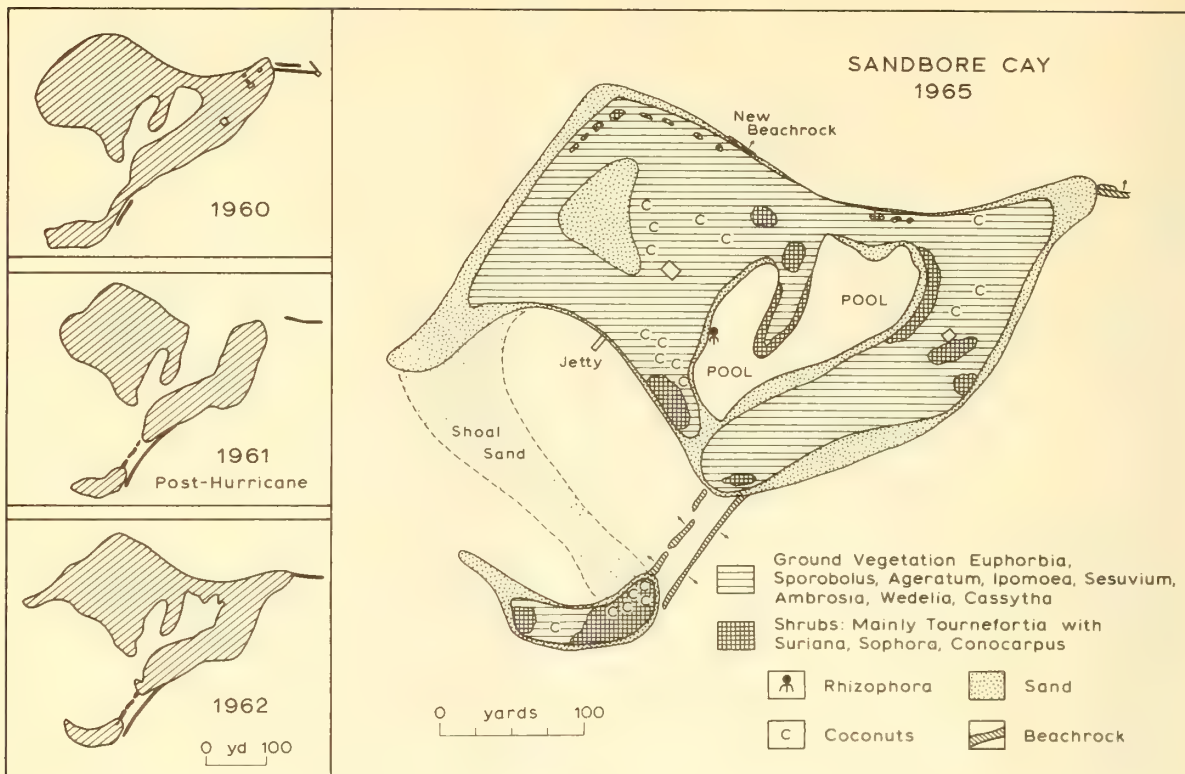 1960
1961
Post-Hurricane
1962
0 yd 100
SANDBORE CAY
1965
New
Beachrock
C
C
C
C
C
C
POOL
C
C
C
POOL
C
C
C
C
C
Jetty
Shoal
Sand
C
C
C
C
C
C
Ground Vegetation Euphorbia,
Sporobolus, Ageratum, Ipomoea, Sesuvium,
Ambrosia, Wedelia, Cassytha
Shrubs: Mainly Tournefortia with
Suriana, Sophora, Conocarpus
Rhizophora
Sand
C Coconuts
Beachrock
0 yards 100